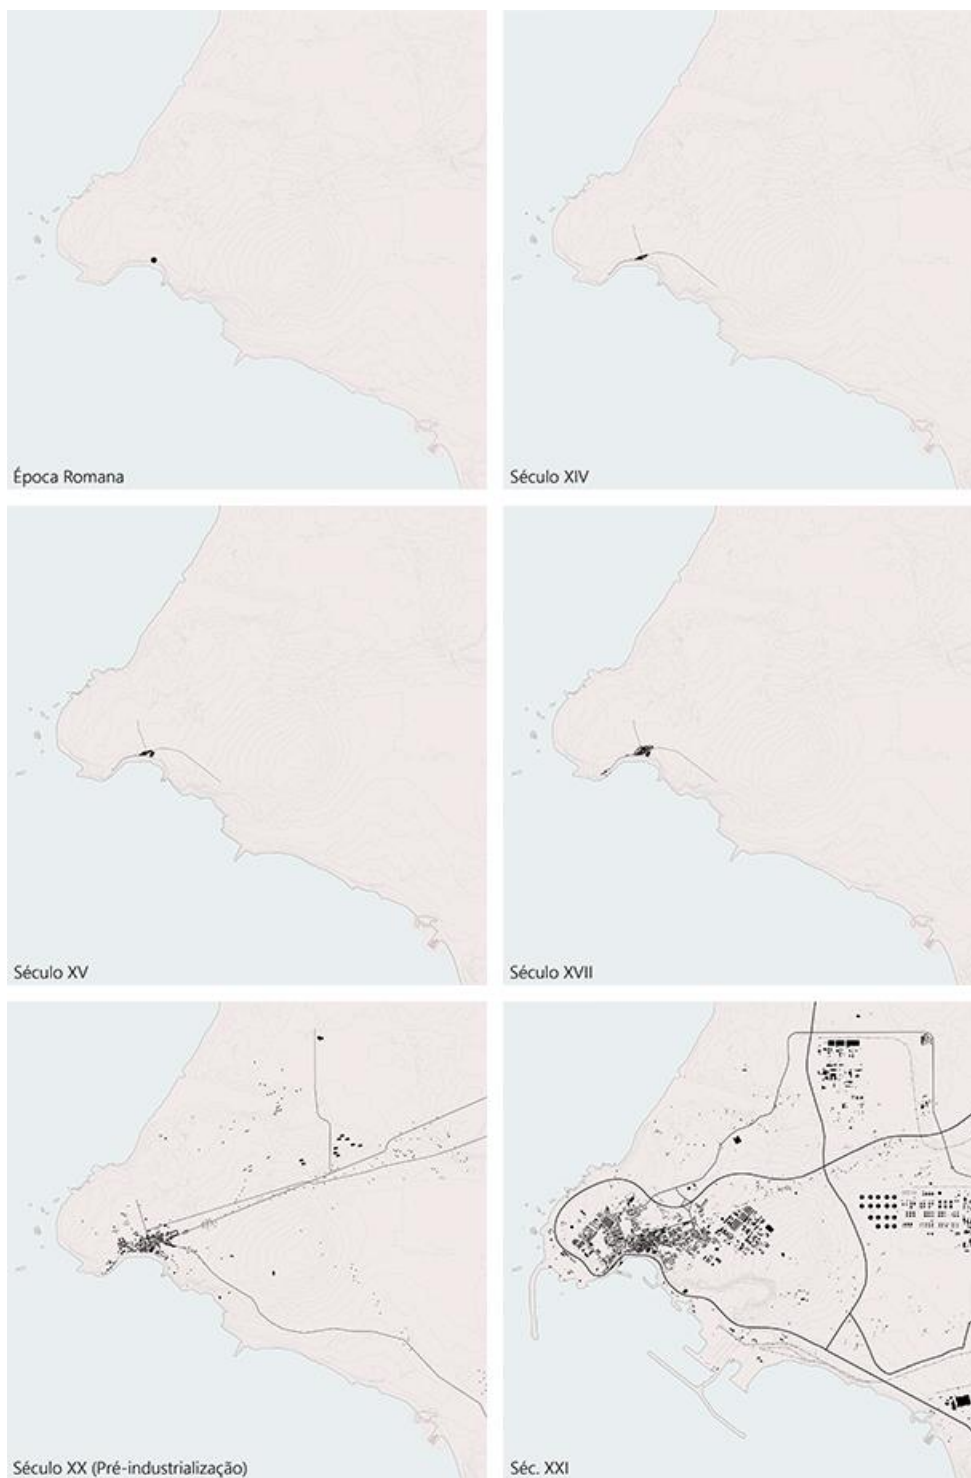 Época Romana
Século XIV
Século XV
Século XVII
Século XX (Pré-industrialização)
Séc. XXI